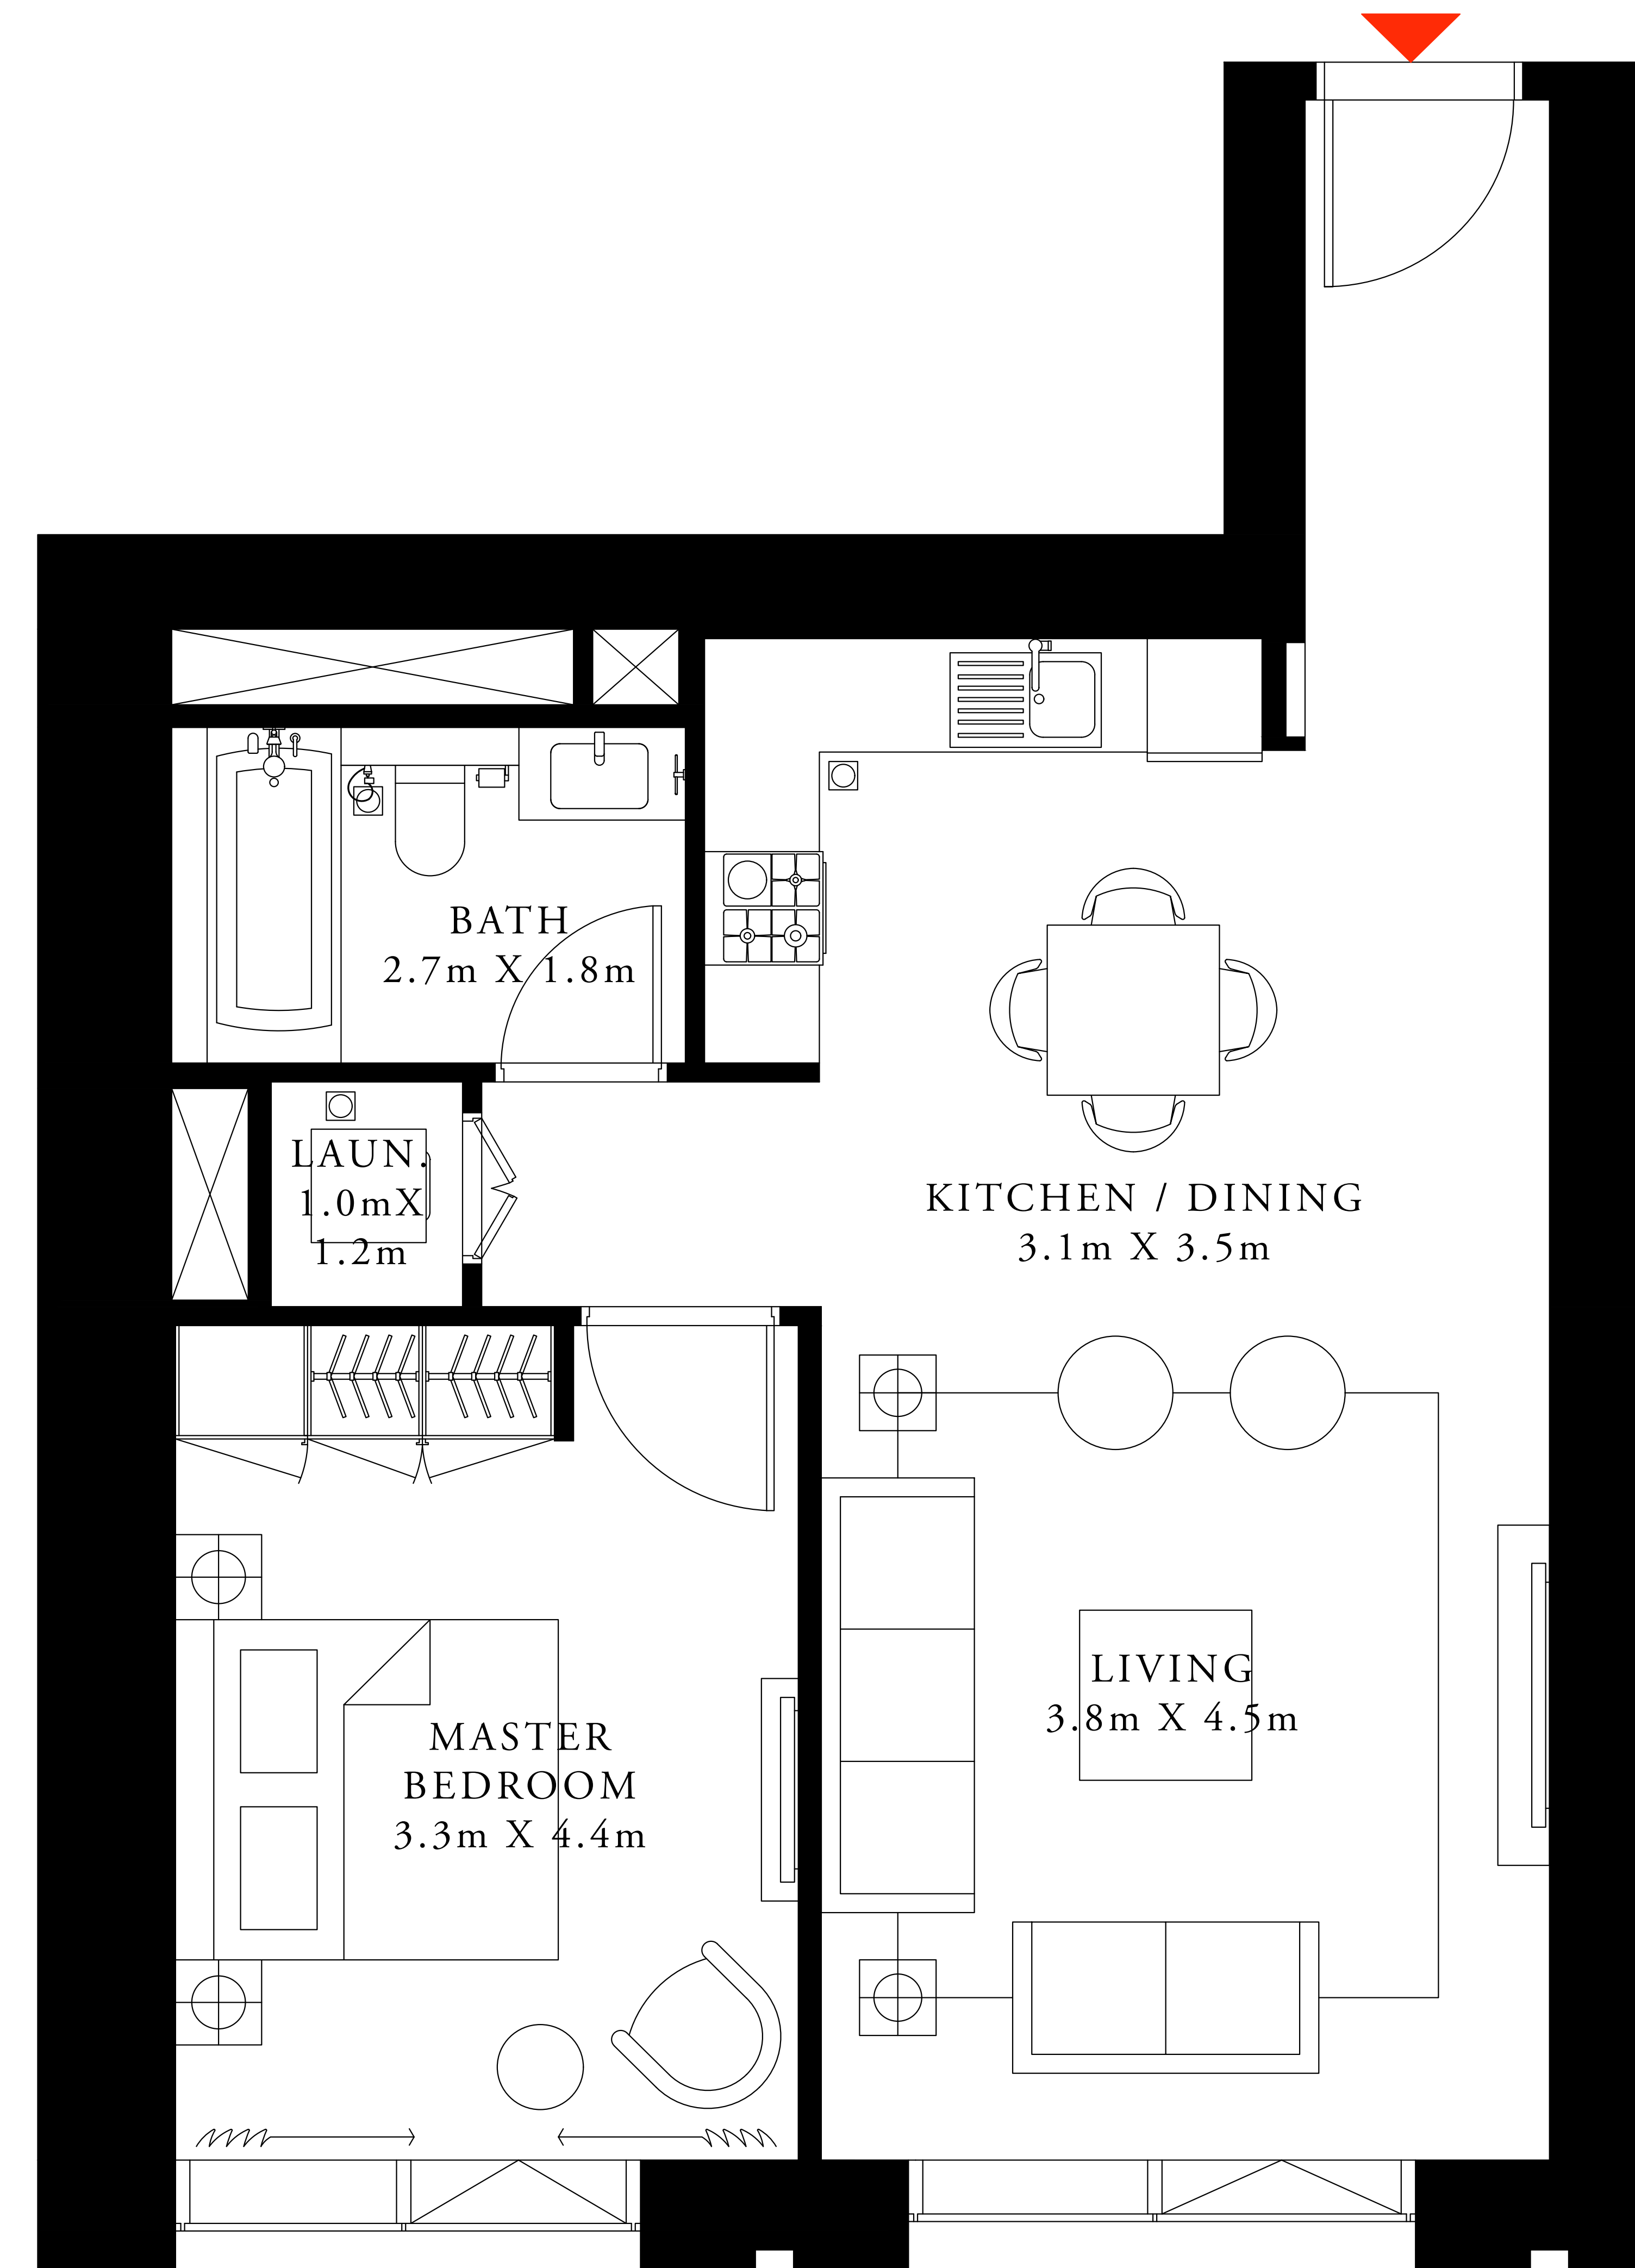 BATH
2.7m X 1.8m
LAUN.
1.0mX
1.2m
KITCHEN / DINING
3.1m X 3.5m
LIVING
3.8m X 4.5m
MASTER
BEDROOM
3.3m X 4.4m